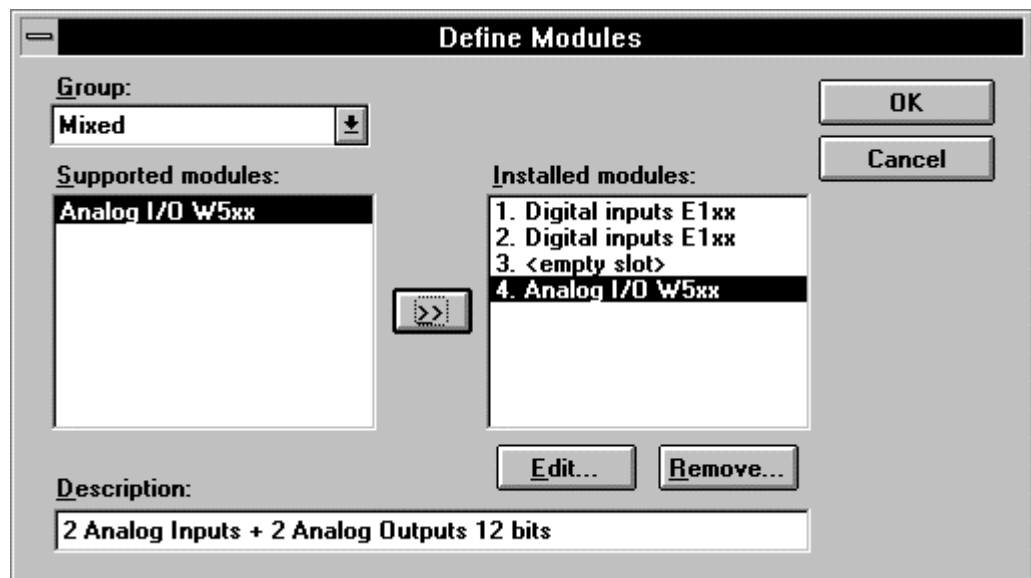 Define Modules
Group:
Mixed
OK
Cancel
Supported modules:
Analog I/O W5xx
Installed modules:
1. Digital inputs E1xx
2. Digital inputs E1xx
3. <empty slot>
4. Analog I/O W5xx
>>
Edit...
Remove...
Description:
2 Analog Inputs + 2 Analog Outputs 12 bits